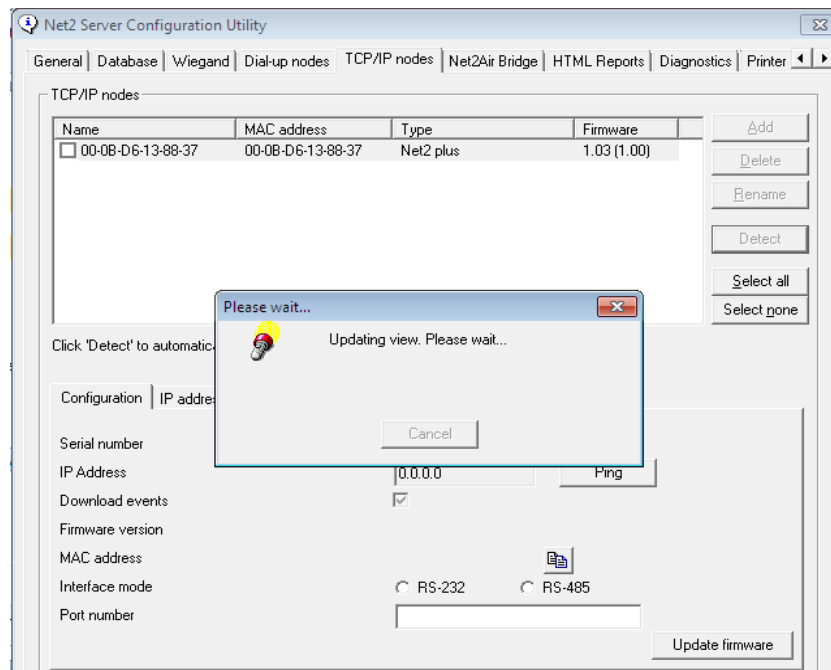 Net2 Server Configuration Utility
General Database Wiegand Dial-up nodes TCP/IP nodes Net2Air Bridge HTML Reports Diagnostics Printer
TCP/IP nodes
Name MAC address Type Firmware
00-0B-D6-13-88-37 00-0B-D6-13-88-37 Net2 plus 1.03 (1.00)
Add
Delete
Rename
Detect
Select all
Select none
Please wait...
Updating view. Please wait...
Cancel
Click 'Detect' to
Configuration IP
Serial number
IP Address 0.0.0.0 Ping
Download events
Firmware version
MAC address
Interface mode RS-232 RS-485
Port number
Update firmware